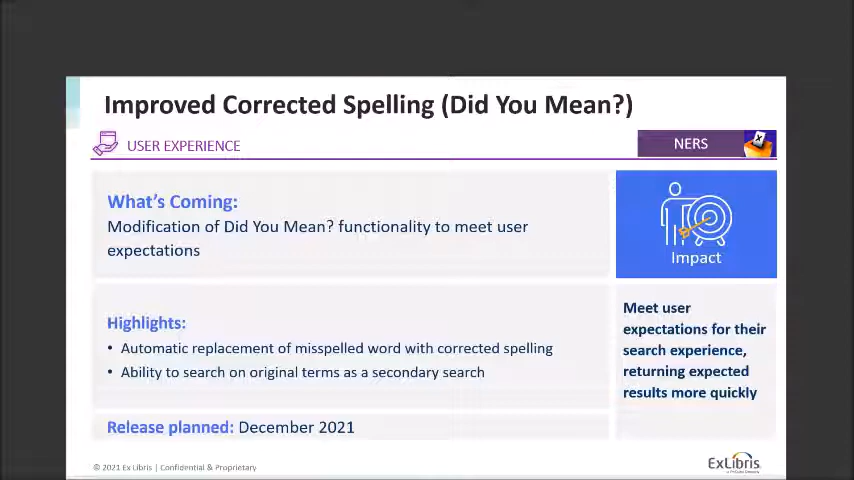 Improved Corrected Spelling (Did You Mean?)
USER EXPERIENCE
NERS
What's Coming:
Modification of Did You Mean? functionality to meet user
expectations
Impact
Highlights:
• Automatic replacement of misspelled word with corrected spelling
• Ability to search on original terms as a secondary search
Meet user
expectations for their
search experience,
returning expected
results more quickly
Release planned: December 2021
© 2021 Ex Libris | Confidential & Proprietary
ExLibris